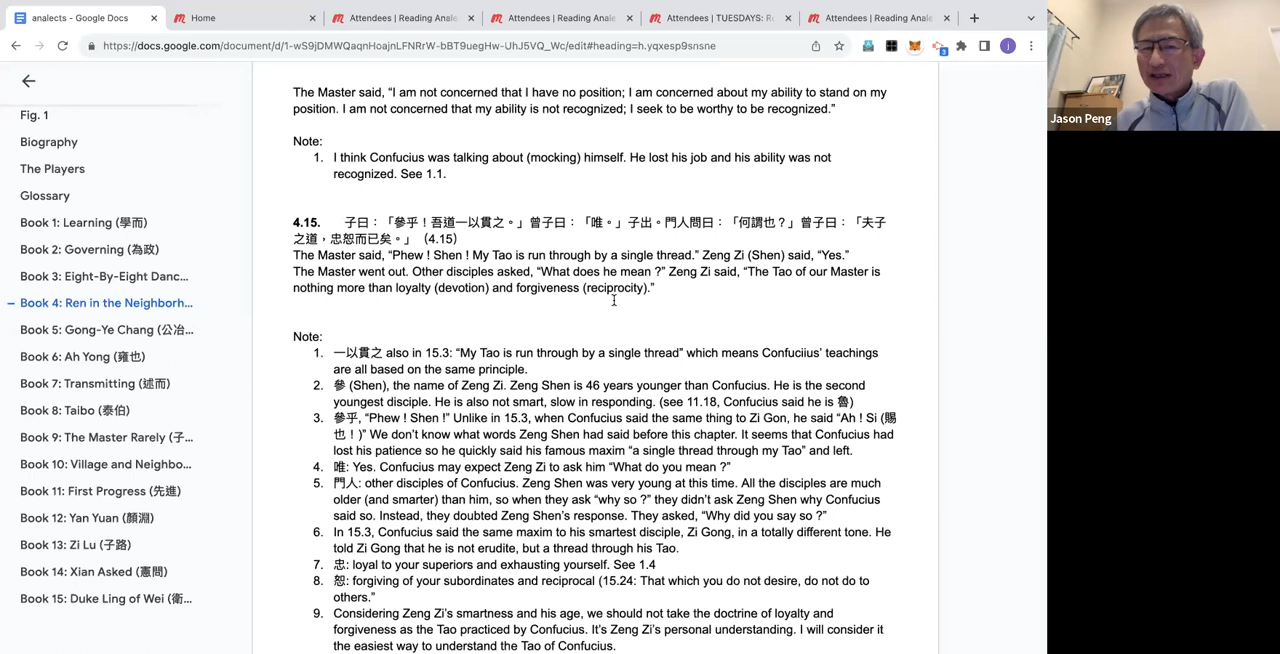 analects - Google Docs
Home
Attendees | Reading Anale
Attendees | Reading Anale
Attendees | TUESDAYS: Ro
Attendees | Reading Anale
https://docs.google.com/document/d/1-wS9jDMWQaqnHoajnLFNRrW-bBT9uegHw-UhJ5VQ_Wc/edit#heading=h.yqxesp9snsne
3
j
Fig. 1
Biography
The Players
Glossary
Book 1: Learning (學而)
Book 2: Governing (為政)
Book 3: Eight-By-Eight Danc...
Book 4: Ren in the Neighborh...
Book 5: Gong-Ye Chang (公冶...
Book 6: Ah Yong (雍也)
Book 7: Transmitting (述而)
Book 8: Taibo (泰伯)
Book 9: The Master Rarely (子...
Book 10: Village and Neighbo...
Book 11: First Progress (先進)
Book 12: Yan Yuan (顏淵)
Book 13: Zi Lu (子路)
Book 14: Xian Asked (憲問)
Book 15: Duke Ling of Wei (衛...
The Master said, “I am not concerned that I have no position; I am concerned about my ability to stand on my
position. I am not concerned that my ability is not recognized; I seek to be worthy to be recognized.”
Note:
1. I think Confucius was talking about (mocking) himself. He lost his job and his ability was not
recognized. See 1.1.
4.15. 子曰：「參乎！吾道一以貫之。」曾子曰：「唯。」子出。門人問曰：「何謂也？」曾子曰：「夫子
之道，忠恕而已矣。」（4.15）
The Master said, “Phew ! Shen ! My Tao is run through by a single thread.” Zeng Zi (Shen) said, “Yes.”
The Master went out. Other disciples asked, “What does he mean ?” Zeng Zi said, “The Tao of our Master is
nothing more than loyalty (devotion) and forgiveness (reciprocity).”
Note:
1. 一以貫之 also in 15.3: “My Tao is run through by a single thread” which means Confuciius’ teachings
are all based on the same principle.
2. 參 (Shen), the name of Zeng Zi. Zeng Shen is 46 years younger than Confucius. He is the second
youngest disciple. He is also not smart, slow in responding. (see 11.18, Confucius said he is 魯)
3. 參乎, “Phew ! Shen !” Unlike in 15.3, when Confucius said the same thing to Zi Gon, he said “Ah ! Si (賜
也！)” We don’t know what words Zeng Shen had said before this chapter. It seems that Confucius had
lost his patience so he quickly said his famous maxim “a single thread through my Tao” and left.
4. 唯: Yes. Confucius may expect Zeng Zi to ask him “What do you mean ?”
5. 門人: other disciples of Confucius. Zeng Shen was very young at this time. All the disciples are much
older (and smarter) than him, so when they ask “why so ?” they didn’t ask Zeng Shen why Confucius
said so. Instead, they doubted Zeng Shen’s response. They asked, “Why did you say so ?”
6. In 15.3, Confucius said the same maxim to his smartest disciple, Zi Gong, in a totally different tone. He
told Zi Gong that he is not erudite, but a thread through his Tao.
7. 忠: loyal to your superiors and exhausting yourself. See 1.4
8. 恕: forgiving of your subordinates and reciprocal (15.24: That which you do not desire, do not do to
others.”
9. Considering Zeng Zi’s smartness and his age, we should not take the doctrine of loyalty and
forgiveness as the Tao practiced by Confucius. It’s Zeng Zi’s personal understanding. I will consider it
the easiest way to understand the Tao of Confucius.
Jason Peng